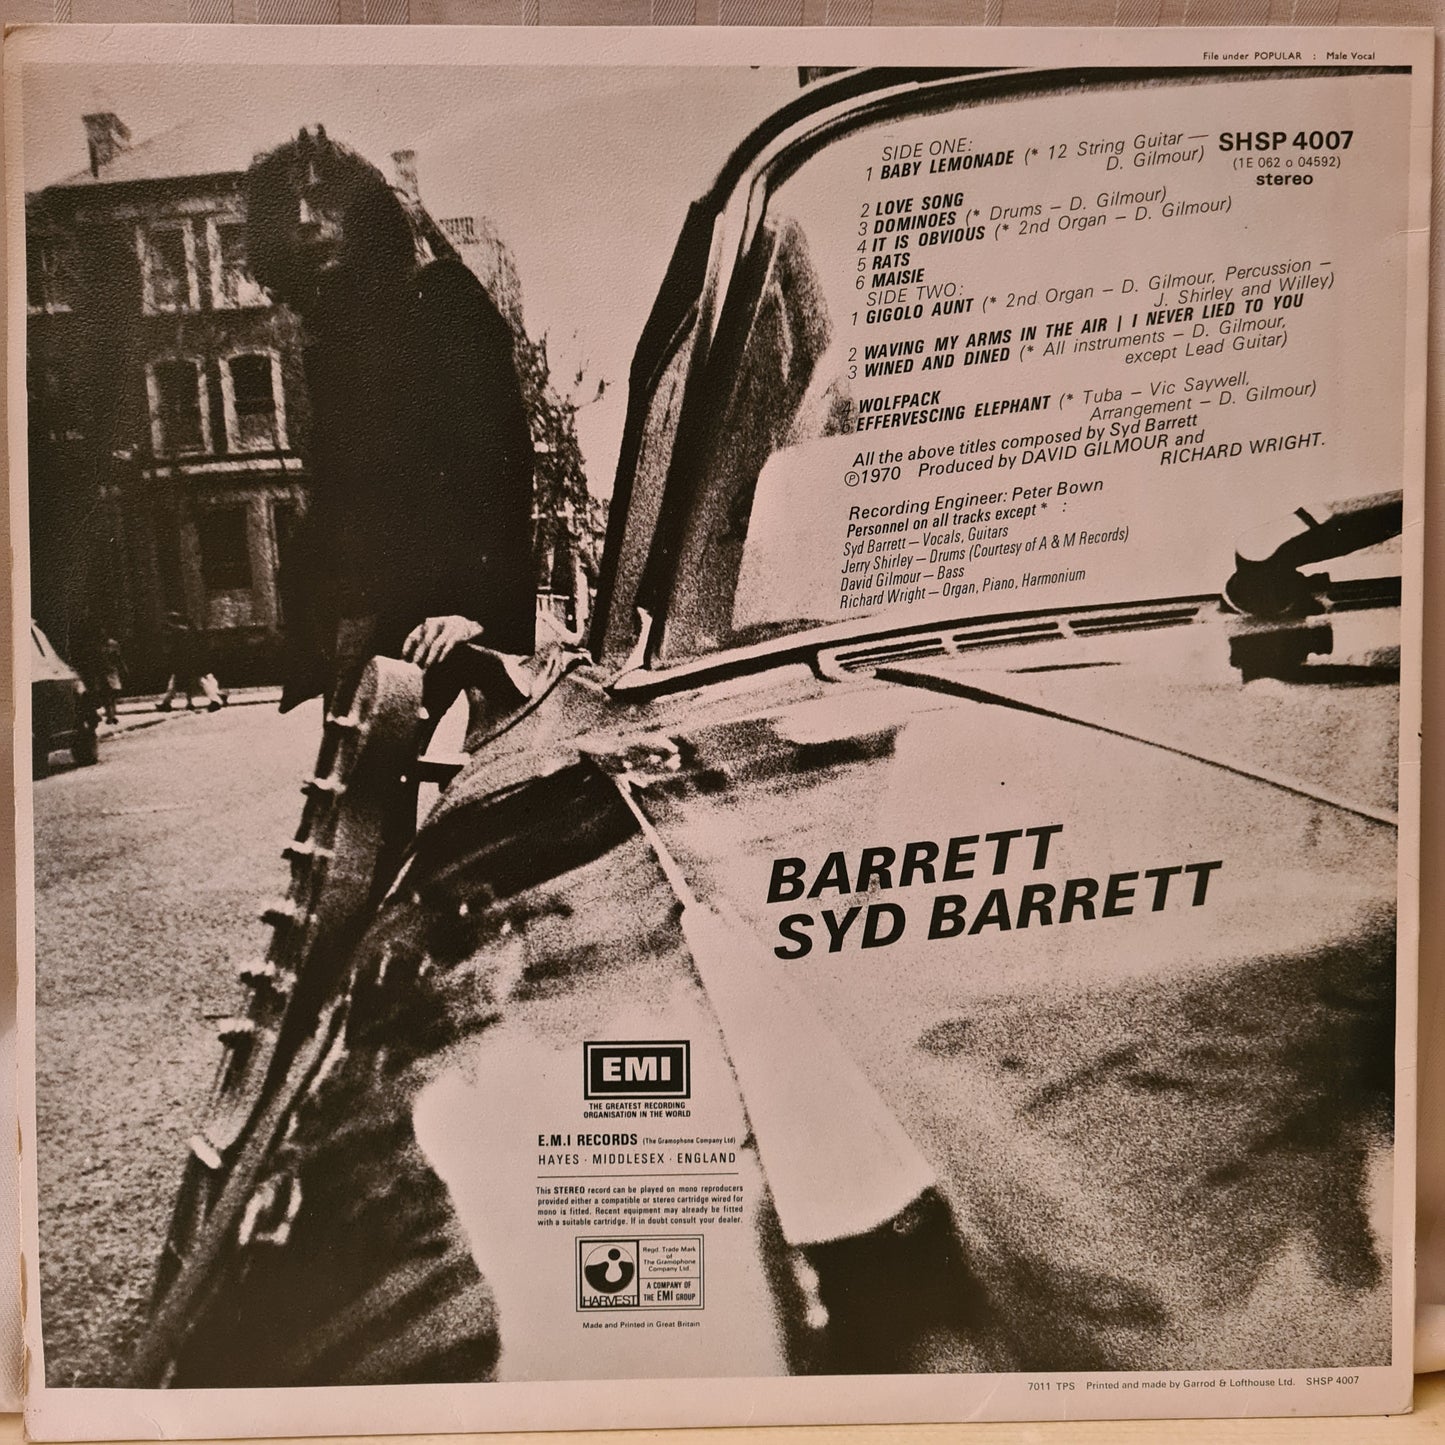 File under POPULAR : Male Vocal
SHSP 4007
(1E 062 o 04592)
stereo
SIDE ONE:
1 BABY LEMONADE (* 12 String Guitar —
D. Gilmour)
2 LOVE SONG
3 DOMINOES (* Drums – D. Gilmour)
4 IT IS OBVIOUS (* 2nd Organ – D. Gilmour)
5 RATS
6 MAISIE
SIDE TWO:
1 GIGOLO AUNT (* 2nd Organ – D. Gilmour, Percussion –
J. Shirley and Willey)
2 WAVING MY ARMS IN THE AIR | I NEVER LIED TO YOU
3 WINED AND DINED (* All instruments – D. Gilmour,
except Lead Guitar)
4 WOLFPACK
EFFERVESCING ELEPHANT (* Tuba – Vic Saywell,
Arrangement – D. Gilmour)
All the above titles composed by Syd Barrett
℗1970 Produced by DAVID GILMOUR and
RICHARD WRIGHT.
Recording Engineer: Peter Bown
Personnel on all tracks except * :
Syd Barrett – Vocals, Guitars
Jerry Shirley – Drums (Courtesy of A & M Records)
David Gilmour – Bass
Richard Wright – Organ, Piano, Harmonium
BARRETT
SYD BARRETT
EMI
THE GREATEST RECORDING
ORGANISATION IN THE WORLD
E.M.I RECORDS (The Gramophone Company Ltd)
HAYES · MIDDLESEX · ENGLAND
This STEREO record can be played on mono reproducers
provided either a compatible or stereo cartridge wired for
mono is fitted. Recent equipment may already be fitted
with a suitable cartridge. If in doubt consult your dealer.
HARVEST
Regd. Trade Mark
of
The Gramophone
Company Ltd.
A COMPANY OF
THE EMI GROUP
Made and Printed in Great Britain
7011 TPS Printed and made by Garrod & Lofthouse Ltd. SHSP 4007